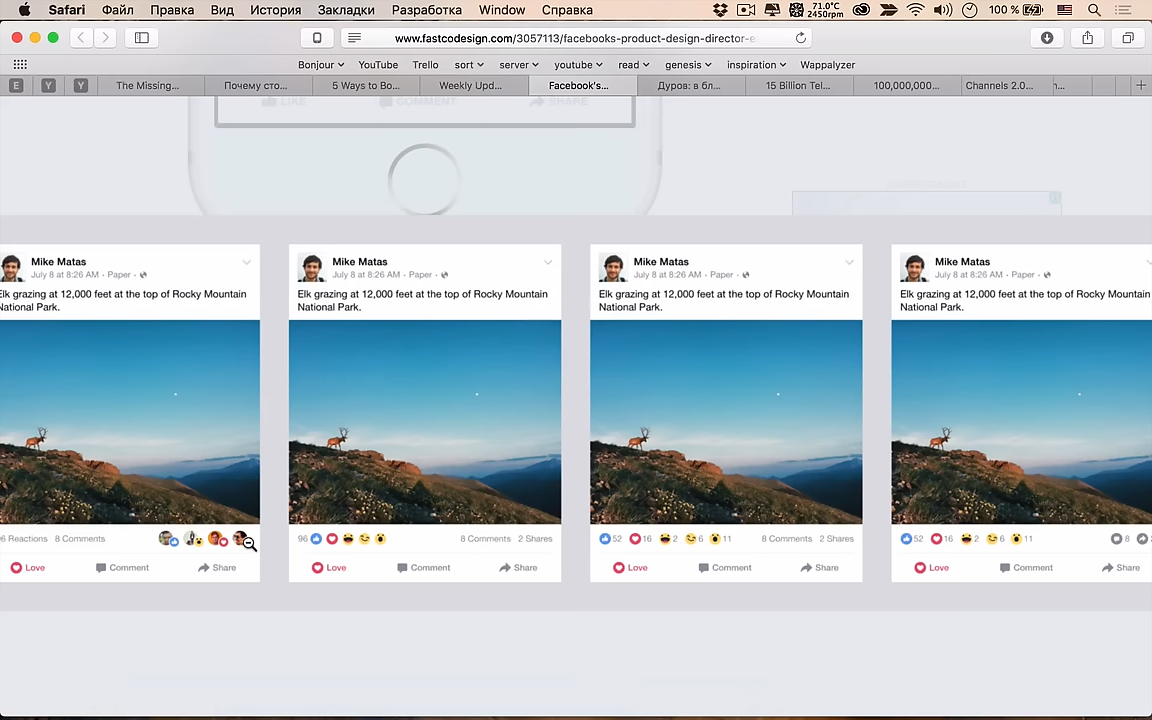 Safari Файл Правка Вид История Закладки Разработка Window Справка 71.0°C 2450rpm 100 %
www.fastcodesign.com/3057113/facebooks-product-design-director-e
Bonjour YouTube Trello sort server youtube read genesis inspiration Wappalyzer
E Y Y The Missing... Почему сто... 5 Ways to Bo... Weekly Upd... Facebook's... Дуров: в бл... 15 Billion Tel... 100,000,000... Channels 2.0...
LIKE COMMENT SHARE
Mike Matas
July 8 at 8:26 AM · Paper ·
Elk grazing at 12,000 feet at the top of Rocky Mountain
National Park.
6 Reactions 8 Comments
Love Comment Share
Mike Matas
July 8 at 8:26 AM · Paper ·
Elk grazing at 12,000 feet at the top of Rocky Mountain
National Park.
96 8 Comments 2 Shares
Love Comment Share
Mike Matas
July 8 at 8:26 AM · Paper ·
Elk grazing at 12,000 feet at the top of Rocky Mountain
National Park.
52 16 2 6 11 8 Comments 2 Shares
Love Comment Share
Mike Matas
July 8 at 8:26 AM · Paper ·
Elk grazing at 12,000 feet at the top of Rocky Mountain
National Park.
52 16 2 6 11 8
Love Comment Share